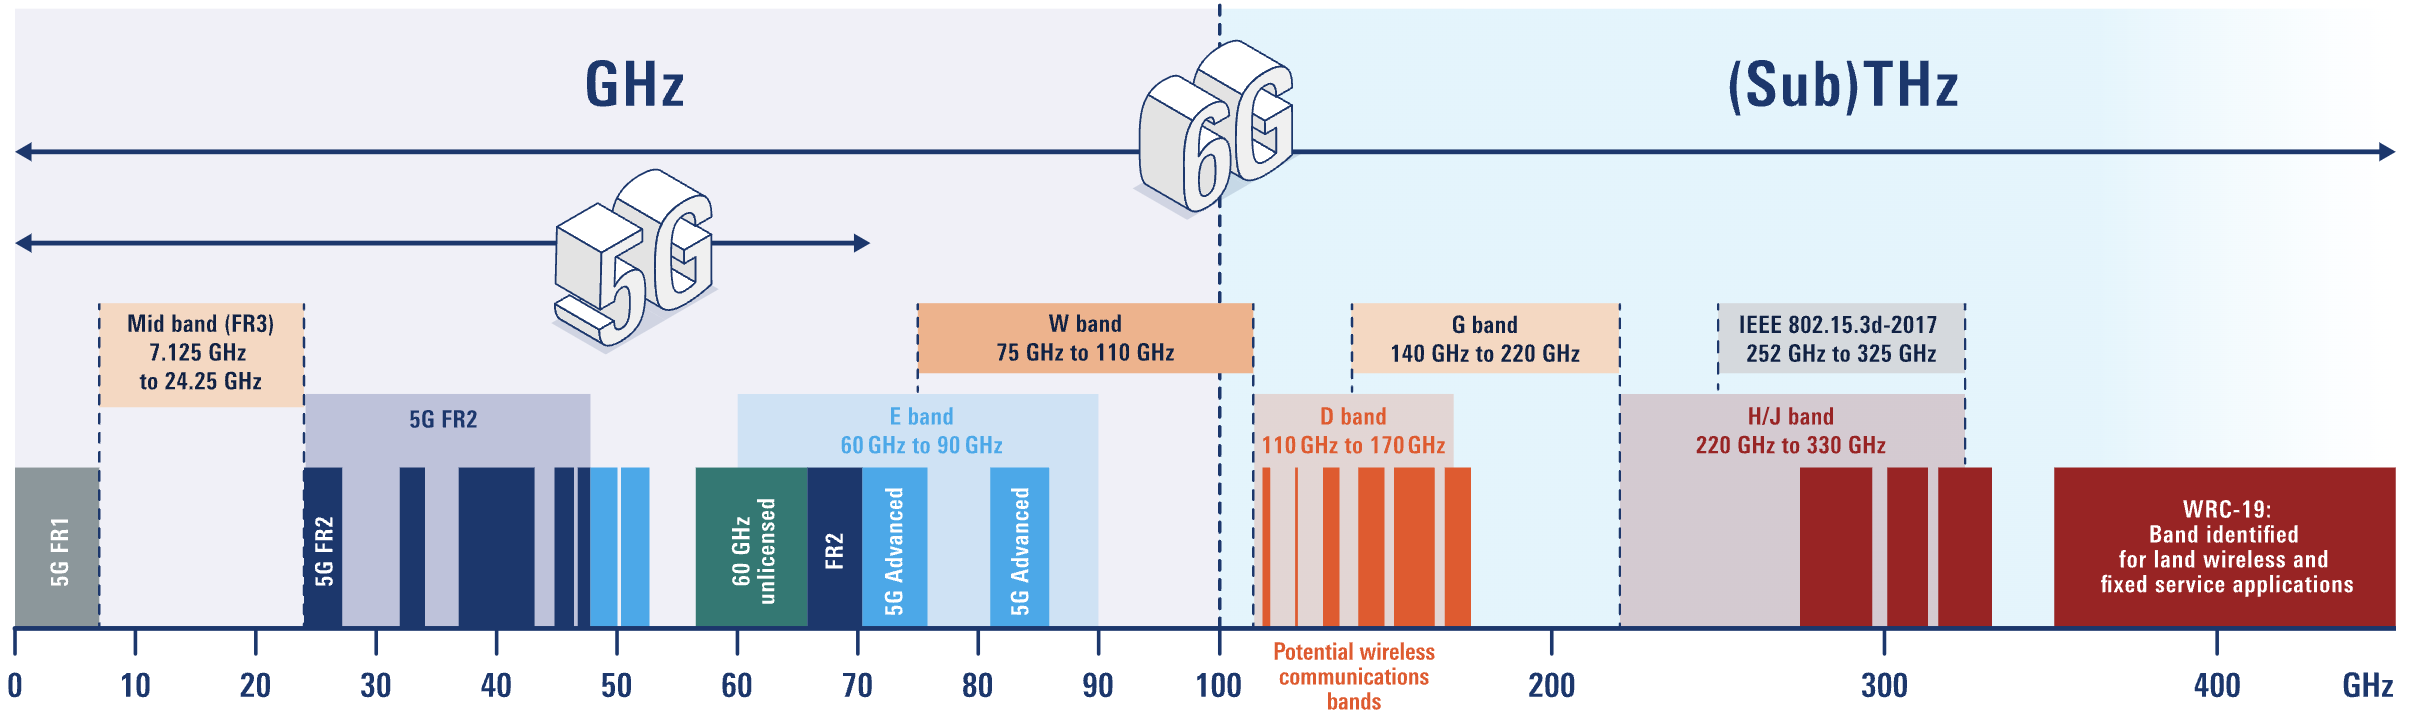 GHz
(Sub)THz
6G
5G
Mid band (FR3)
7.125 GHz
to 24.25 GHz
W band
75 GHz to 110 GHz
G band
140 GHz to 220 GHz
IEEE 802.15.3d-2017
252 GHz to 325 GHz
5G FR2
E band
60 GHz to 90 GHz
D band
110 GHz to 170 GHz
H/J band
220 GHz to 330 GHz
5G FR1
5G FR2
60 GHz
unlicensed
FR2
5G Advanced
5G Advanced
WRC-19:
Band identified
for land wireless and
fixed service applications
0 10 20 30 40 50 60 70 80 90 100 200 300 400 GHz
Potential wireless
communications
bands